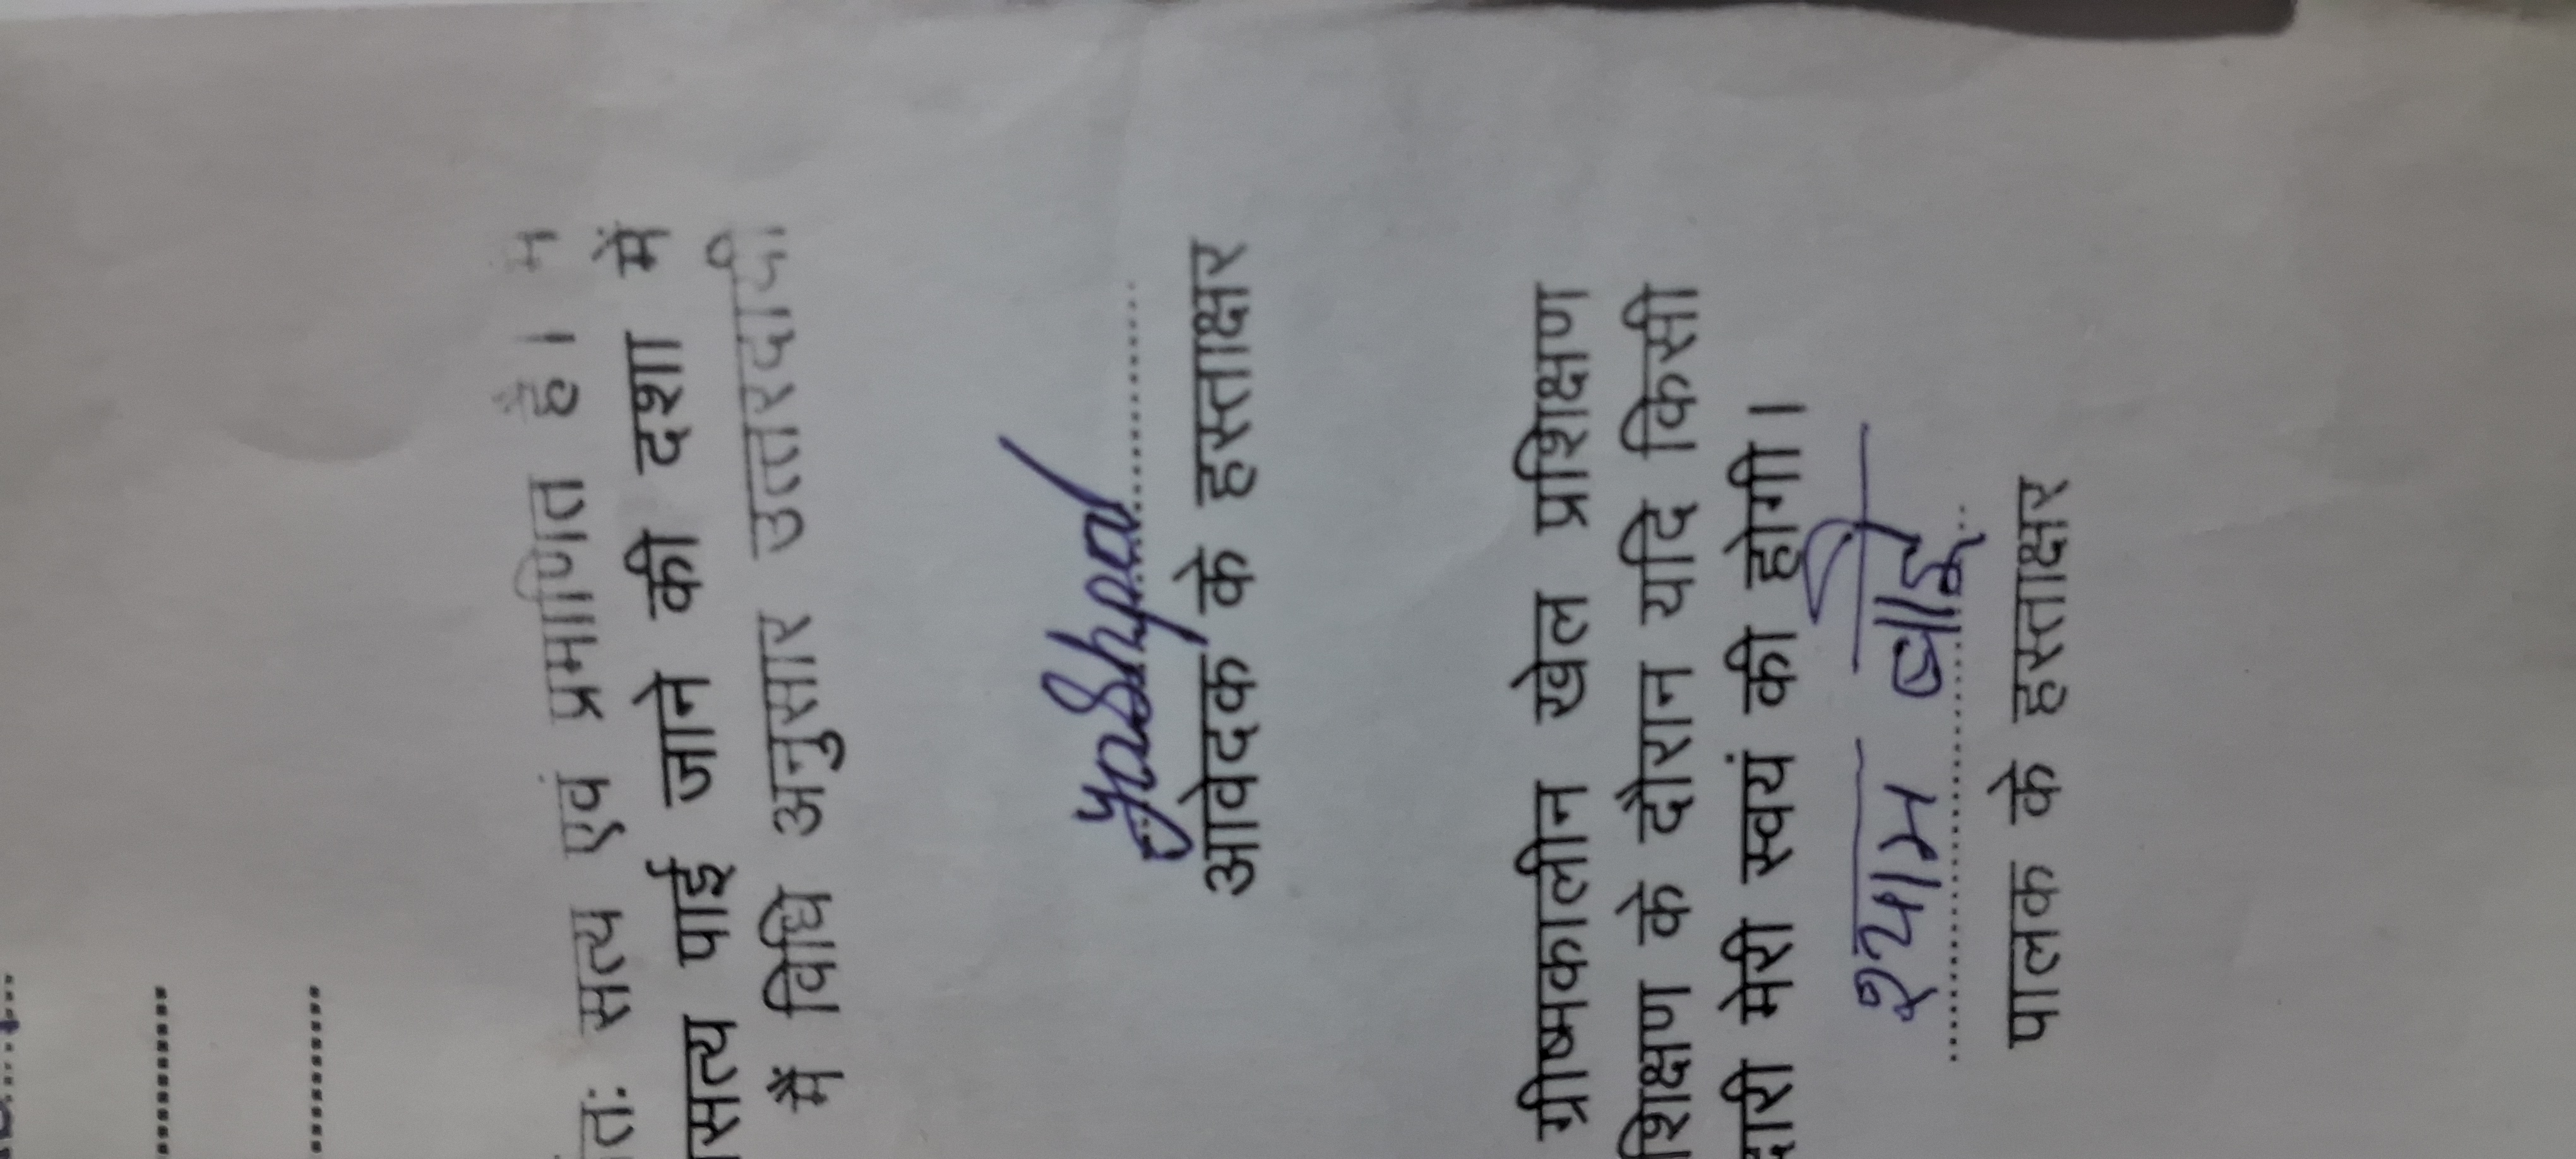 तः सत्य एवं प्रमाणित है। मैं
सत्य पाई जाने की दशा में
में विधि अनुसार उत्तरदायी
Yashpal
आवेदक के हस्ताक्षर
ग्रीष्मकालीन खेल प्रशिक्षण
शिक्षण के दौरान यदि किसी
दारी मेरी स्वयं की होगी।
श्याम बाई
पालक के हस्ताक्षर